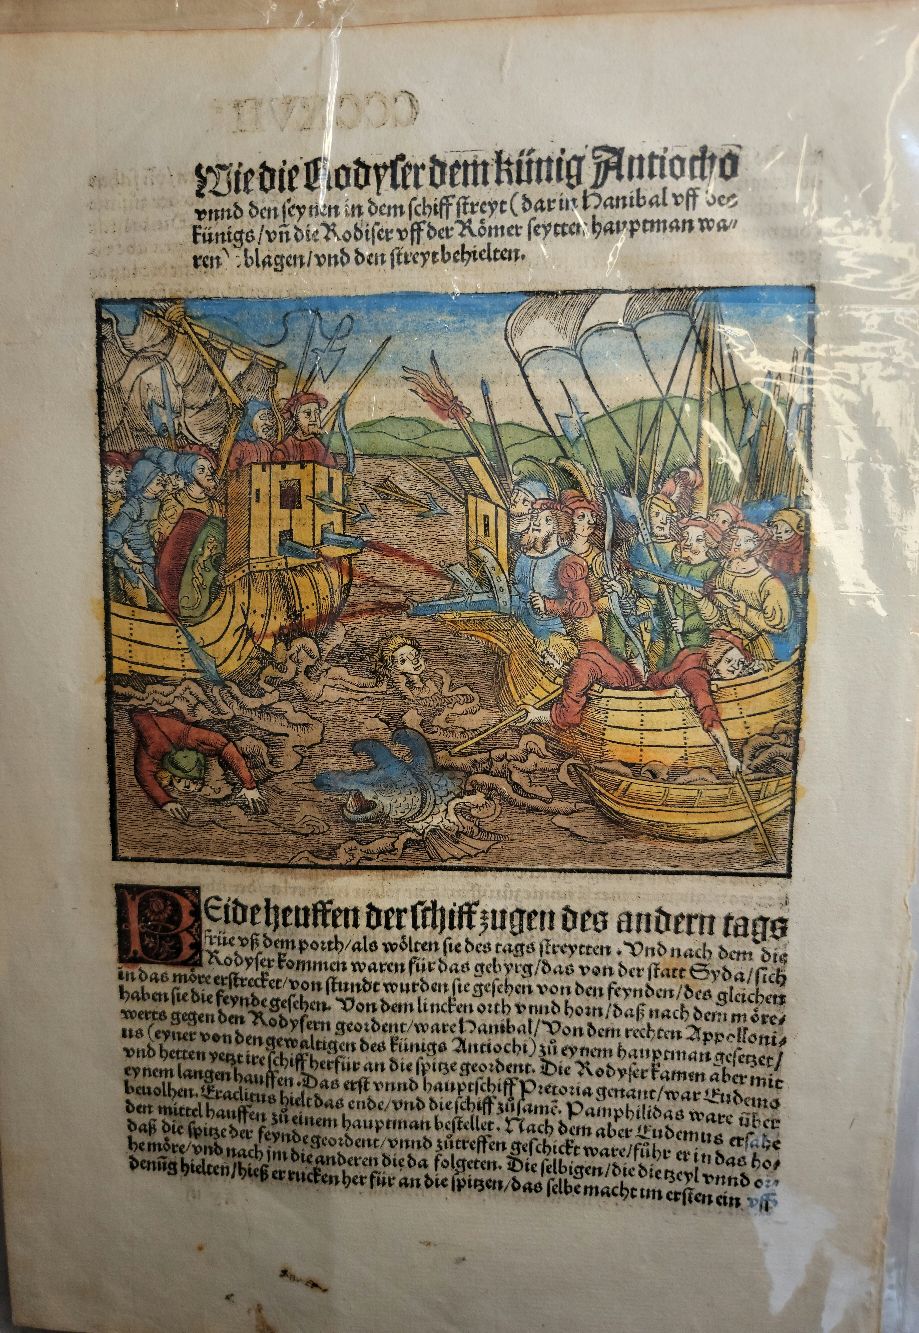 Wie die Rodyser dem künig Antiocho
vnnd den seynen in dem schiff streyt (dar in Hanibal vff des
künigs/vñ die Rodiser vff der Römer seytten hauptman wa-
ren) blagen/vnd den streyt behielten.
BEide heuffen der schiff zugen des andern tags
früe vß dem porth/als wölten sie des tags streytten. Vnd nach dem die
Rodyser kommen waren für das gebyrg/das von der statt Syda/sich
in das möre erstrecket/von stundt wurden sie gesehen von den feynden/des gleichen
haben sie die feynde gesehen. Von dem lincken orth vnnd horn/daß nach dem möre-
werts gegen den Rodysern geordent/ware Hanibal/Von dem rechten Appolloni-
us (eyner von den gewaltigen des künigs Antiochi) zů eynem hauptman gesetzet/
vnd hetten yetzt ire schiff herfür an die spitze geordent. Die Rodyser kamen aber mit
eynem langen hauffen. Das erst vnnd hauptschiff Pretoria genant/war Eudemo
beuolhen. Eraclitus hielt das ende/vnd die schiff zůsamē. Pamphilidas ware über
den mittel hauffen zů einem hauptman bestellet. Nach dem aber Eudemus ersahe
daß die spitze der feynde geordent/vnnd zůtreffen geschickt ware/führ er in das ho-
he möre/vnd nach jm die anderen die da folgeten. Die selbigen/die die tzeyl vnnd or-
denūg hielten/hieß er rucken her für an die spitzen/das selbe macht im ersten ein vff